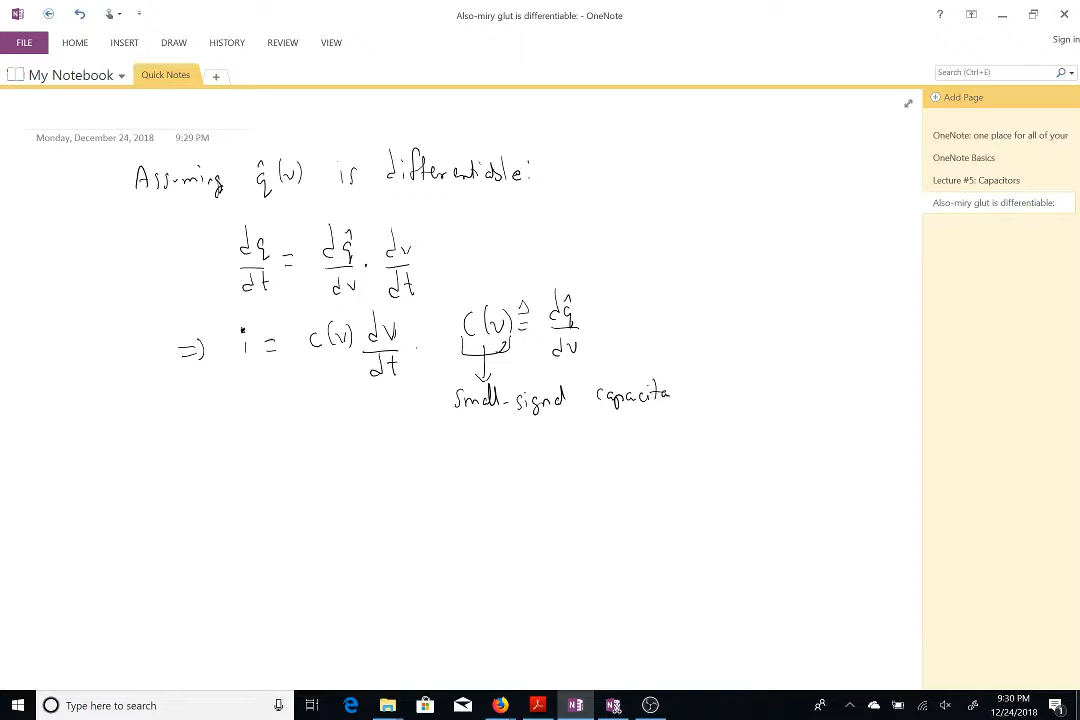 Also-miry glut is differentiable: - OneNote
?
FILE HOME INSERT DRAW HISTORY REVIEW VIEW
Sign in
My Notebook
Quick Notes
+
Search (Ctrl+E)
Add Page
OneNote: one place for all of your
OneNote Basics
Lecture #5: Capacitors
Also-miry glut is differentiable:
Monday, December 24, 2018 9:29 PM
Assuming q̂(v) is differentiable:
dq/dt = dq̂/dv · dv/dt
⇒ i = C(v) dv/dt . C(v) ≜ dq̂/dv
Small-signal capacita
Type here to search
9:30 PM
12/24/2018
1